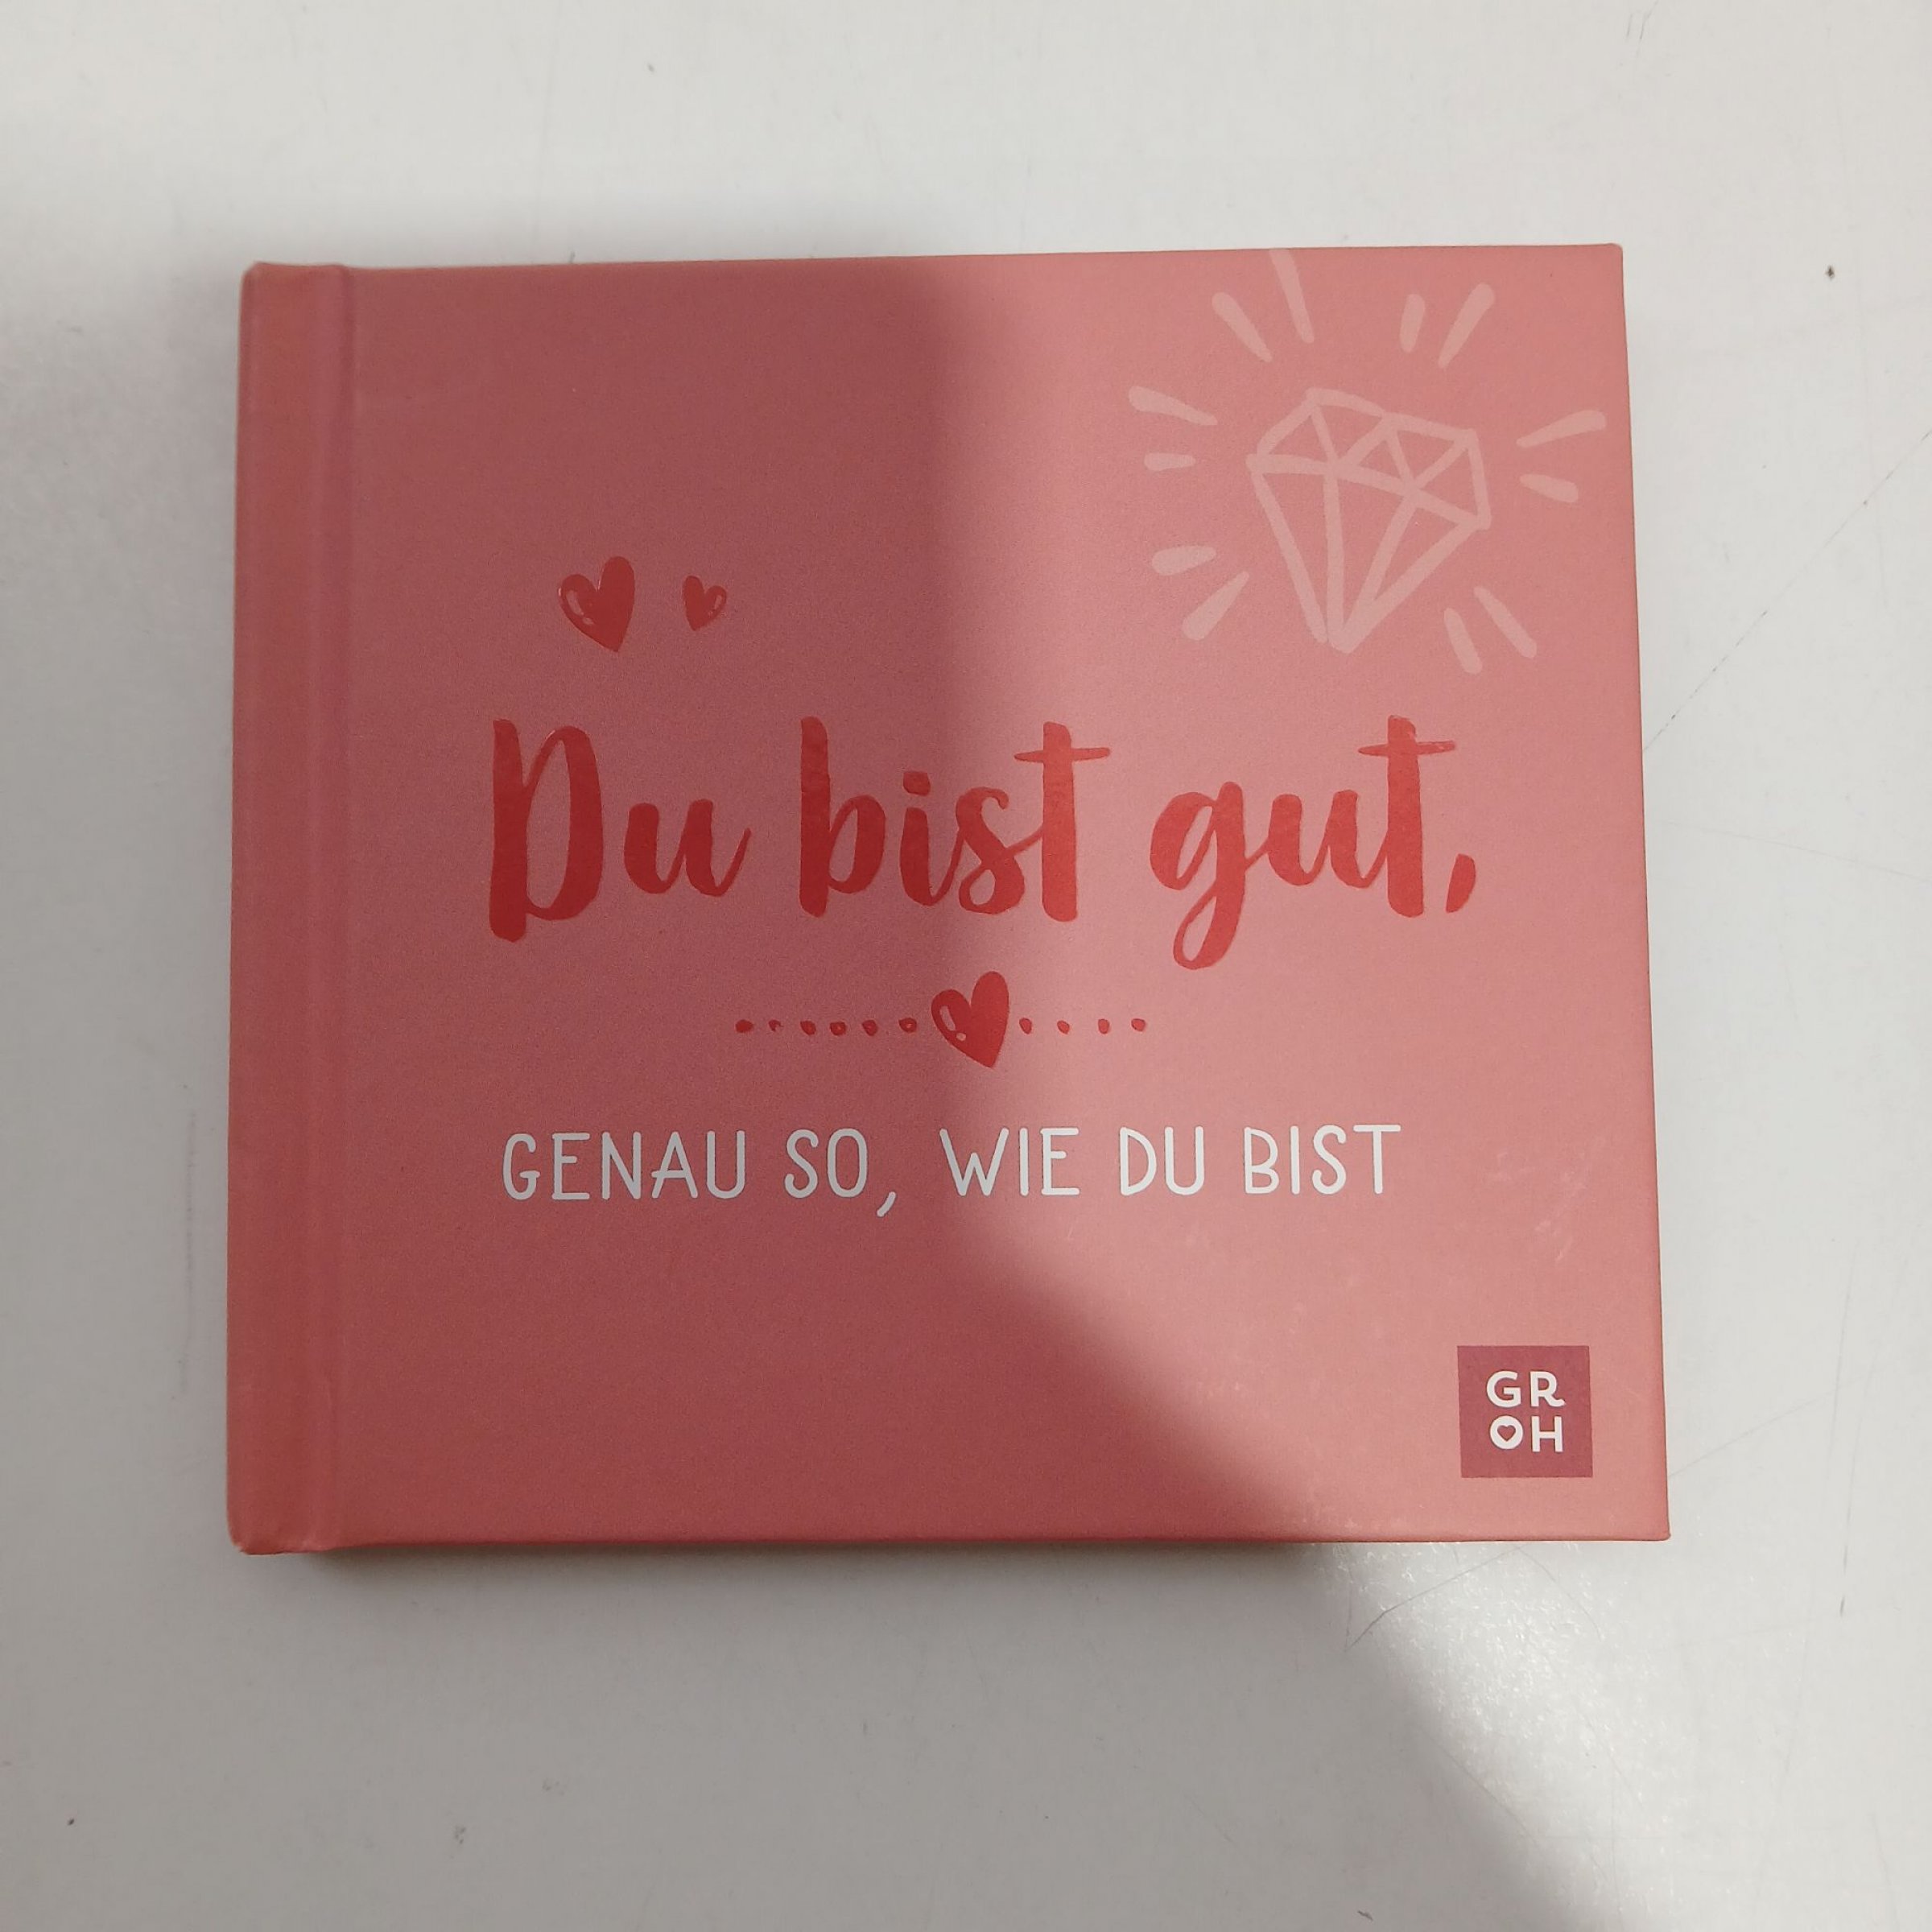 Du bist gut,
GENAU SO, WIE DU BIST
GR
OH